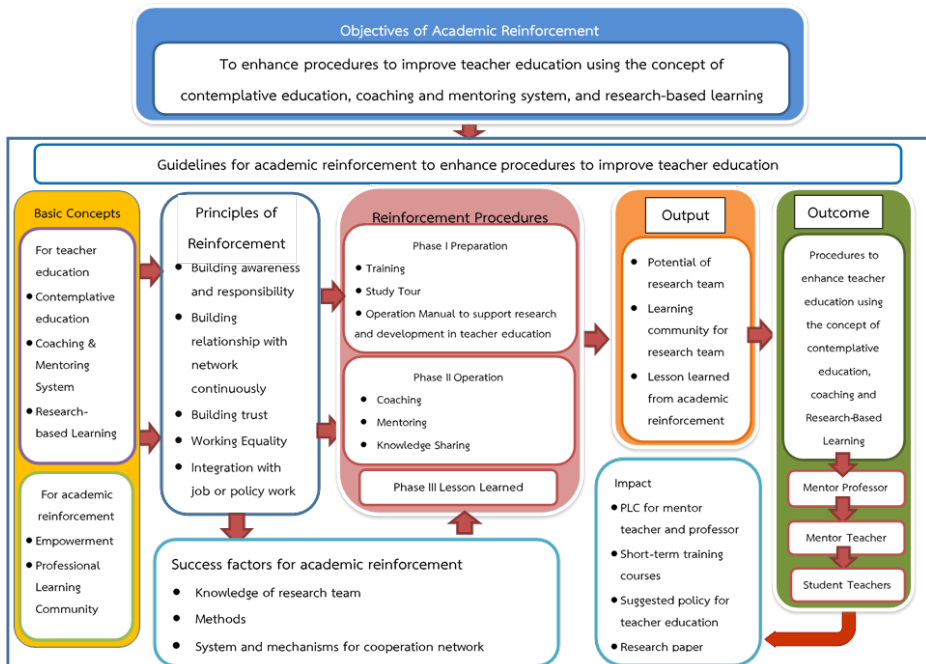 Objectives of Academic Reinforcement
To enhance procedures to improve teacher education using the concept of
contemplative education, coaching and mentoring system, and research-based learning
Guidelines for academic reinforcement to enhance procedures to improve teacher education
Basic Concepts
For teacher
education
● Contemplative
education
● Coaching &
Mentoring
System
● Research-
based Learning
For academic
reinforcement
● Empowerment
● Professional
Learning
Community
Principles of
Reinforcement
● Building awareness
and responsibility
● Building
relationship with
network
continuously
● Building trust
● Working Equality
● Integration with
job or policy work
Reinforcement Procedures
Phase I Preparation
● Training
● Study Tour
● Operation Manual to support research
and development in teacher education
Phase II Operation
● Coaching
● Mentoring
● Knowledge Sharing
Phase III Lesson Learned
Success factors for academic reinforcement
● Knowledge of research team
● Methods
● System and mechanisms for cooperation network
Output
● Potential of
research team
● Learning
community for
research team
● Lesson learned
from academic
reinforcement
Outcome
Procedures to
enhance teacher
education using
the concept of
contemplative
education,
coaching and
Research-Based
Learning
Mentor Professor
Mentor Teacher
Student Teachers
Impact
● PLC for mentor
teacher and professor
● Short-term training
courses
● Suggested policy for
teacher education
● Research paper